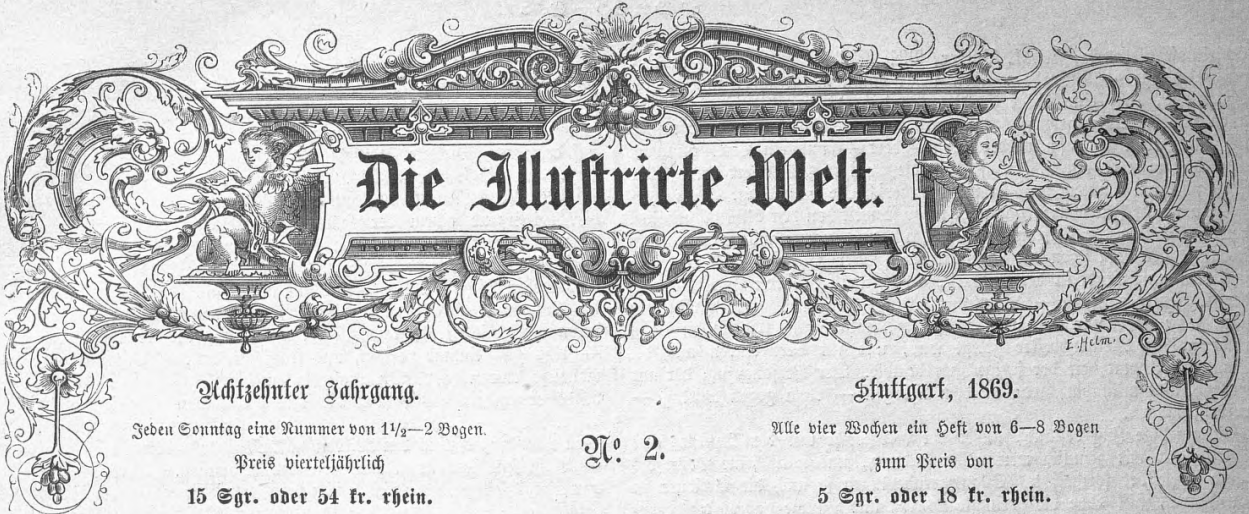 Die Illustrirte Welt.
E. Helm.
Achtzehnter Jahrgang.
Jeden Sonntag eine Nummer von 1½—2 Bogen.
Preis vierteljährlich
15 Sgr. oder 54 kr. rhein.
Nº 2.
Stuttgart, 1869.
Alle vier Wochen ein Heft von 6—8 Bogen
zum Preis von
5 Sgr. oder 18 kr. rhein.